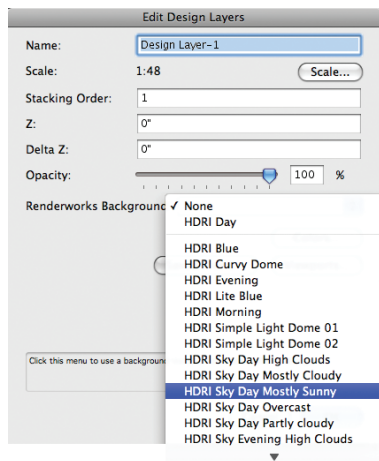 Edit Design Layers
Name: Design Layer-1
Scale: 1:48 Scale...
Stacking Order: 1
Z: 0"
Delta Z: 0"
Opacity: 100 %
Renderworks Background ✓ None
HDRI Day
HDRI Blue
HDRI Curvy Dome
HDRI Evening
HDRI Lite Blue
HDRI Morning
HDRI Simple Light Dome 01
HDRI Simple Light Dome 02
HDRI Sky Day High Clouds
Click this menu to use a background
HDRI Sky Day Mostly Cloudy
HDRI Sky Day Mostly Sunny
HDRI Sky Day Overcast
HDRI Sky Day Partly cloudy
HDRI Sky Evening High Clouds